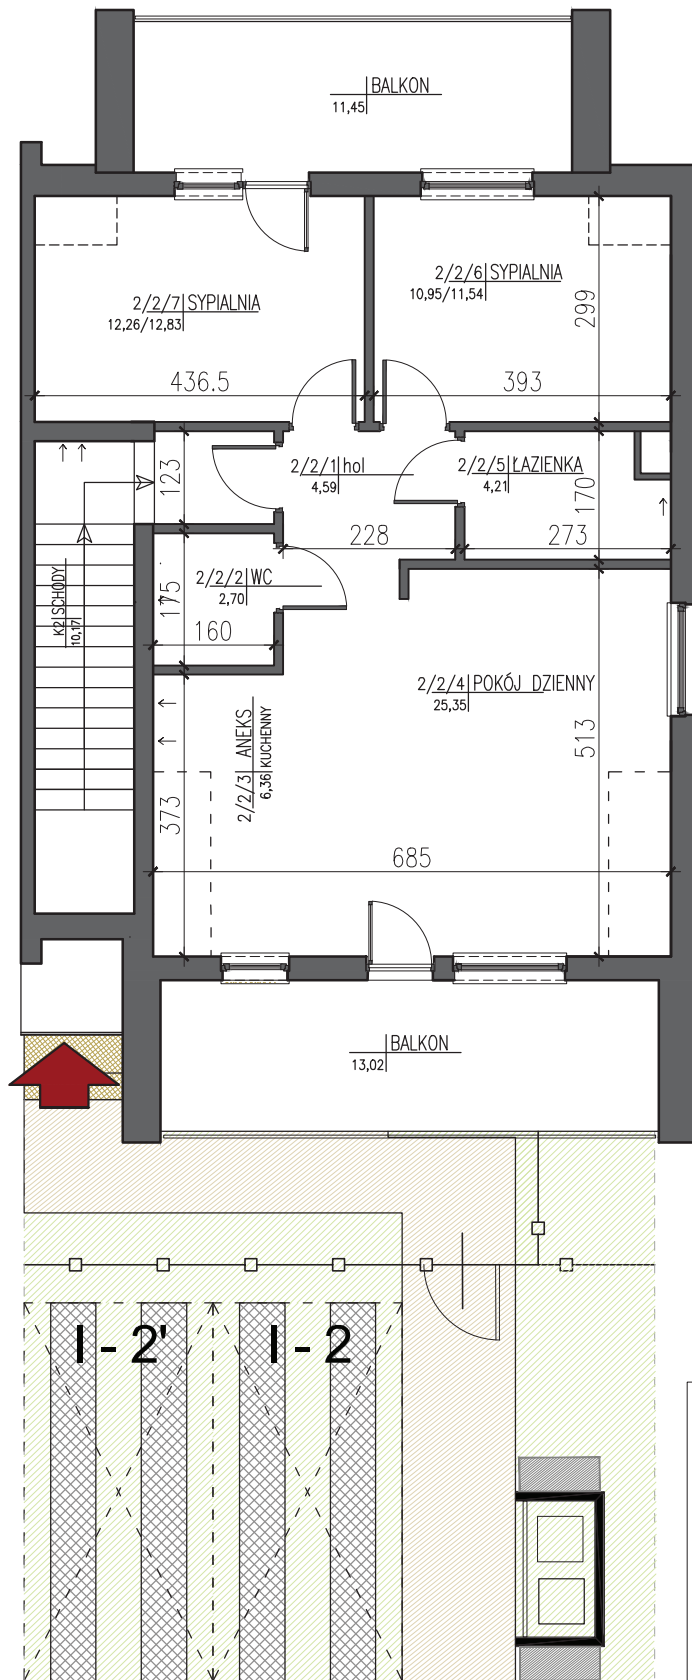 BALKON
11,45
2/2/7 SYPIALNIA
12,26/12,83
2/2/6 SYPIALNIA
10,95/11,54
299
436.5
393
123
2/2/1 hol
4,59
2/2/5 ŁAZIENKA
4,21
170
228
273
K2 SCHODY
10,17
2/2/2 WC
2,70
175
160
2/2/4 POKÓJ DZIENNY
25,35
2/2/3 ANEKS
6,36 KUCHENNY
513
373
685
BALKON
13,02
I - 2'
I - 2